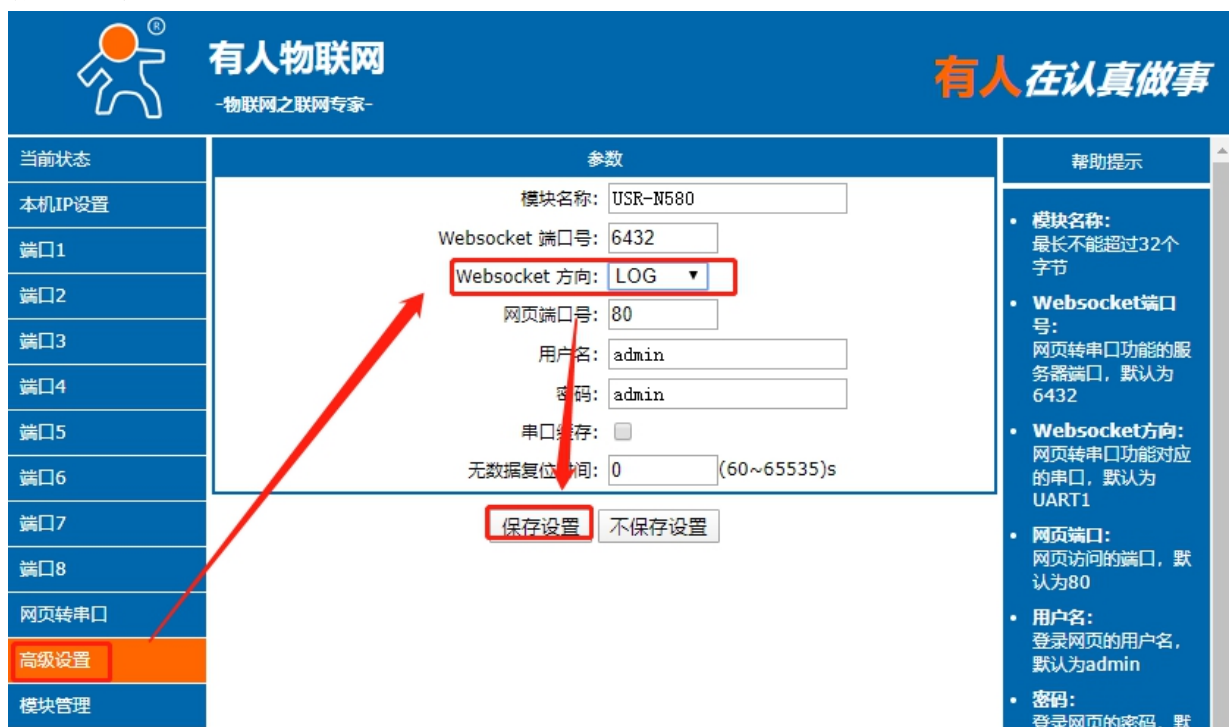 ®
有人物联网
-物联网之联网专家-
有人在认真做事
当前状态
本机IP设置
端口1
端口2
端口3
端口4
端口5
端口6
端口7
端口8
网页转串口
高级设置
模块管理
参数
模块名称: USR-N580
Websocket 端口号: 6432
Websocket 方向: LOG
网页端口号: 80
用户名: admin
密码: admin
串口缓存:
无数据复位时间: 0 (60~65535)s
保存设置 不保存设置
帮助提示
• 模块名称:
最长不能超过32个
字节
• Websocket端口
号:
网页转串口功能的服
务器端口，默认为
6432
• Websocket方向:
网页转串口功能对应
的串口，默认为
UART1
• 网页端口:
网页访问的端口，默
认为80
• 用户名:
登录网页的用户名，
默认为admin
• 密码:
登录网页的密码，默